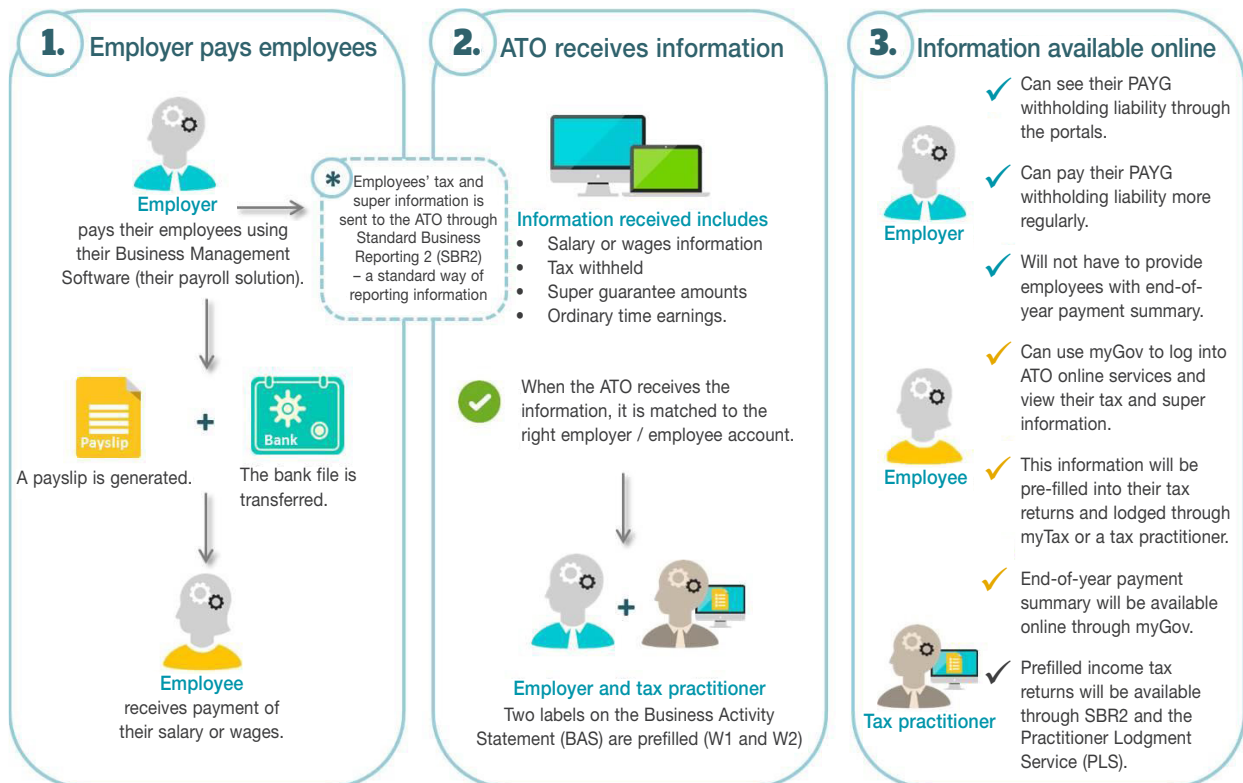 1. Employer pays employees
Employer
pays their employees using
their Business Management
Software (their payroll solution).
*
Employees' tax and
super information is
sent to the ATO through
Standard Business
Reporting 2 (SBR2)
– a standard way of
reporting information
Payslip
+
Bank
A payslip is generated.
The bank file is
transferred.
Employee
receives payment of
their salary or wages.
2. ATO receives information
Information received includes
• Salary or wages information
• Tax withheld
• Super guarantee amounts
• Ordinary time earnings.
When the ATO receives the
information, it is matched to the
right employer / employee account.
+
Employer and tax practitioner
Two labels on the Business Activity
Statement (BAS) are prefilled (W1 and W2)
3. Information available online
Employer
Can see their PAYG
withholding liability through
the portals.
Can pay their PAYG
withholding liability more
regularly.
Will not have to provide
employees with end-of-
year payment summary.
Employee
Can use myGov to log into
ATO online services and
view their tax and super
information.
This information will be
pre-filled into their tax
returns and lodged through
myTax or a tax practitioner.
End-of-year payment
summary will be available
online through myGov.
Tax practitioner
Prefilled income tax
returns will be available
through SBR2 and the
Practitioner Lodgment
Service (PLS).